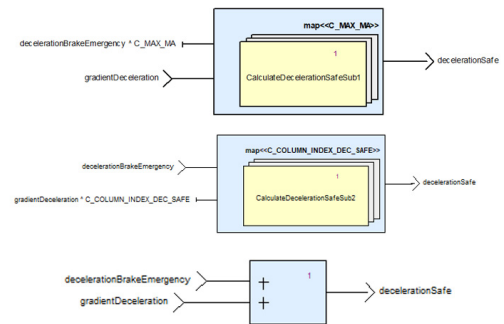 map<<C_MAX_MA>>
decelerationBrakeEmergency ^ C_MAX_MA
1
decelerationSafe
gradientDeceleration
CalculateDecelerationSafeSub1
map<<C_COLUMN_INDEX_DEC_SAFE>>
decelerationBrakeEmergency
1
decelerationSafe
gradientDeceleration ^ C_COLUMN_INDEX_DEC_SAFE
CalculateDecelerationSafeSub2
1
decelerationBrakeEmergency
+
decelerationSafe
gradientDeceleration
+